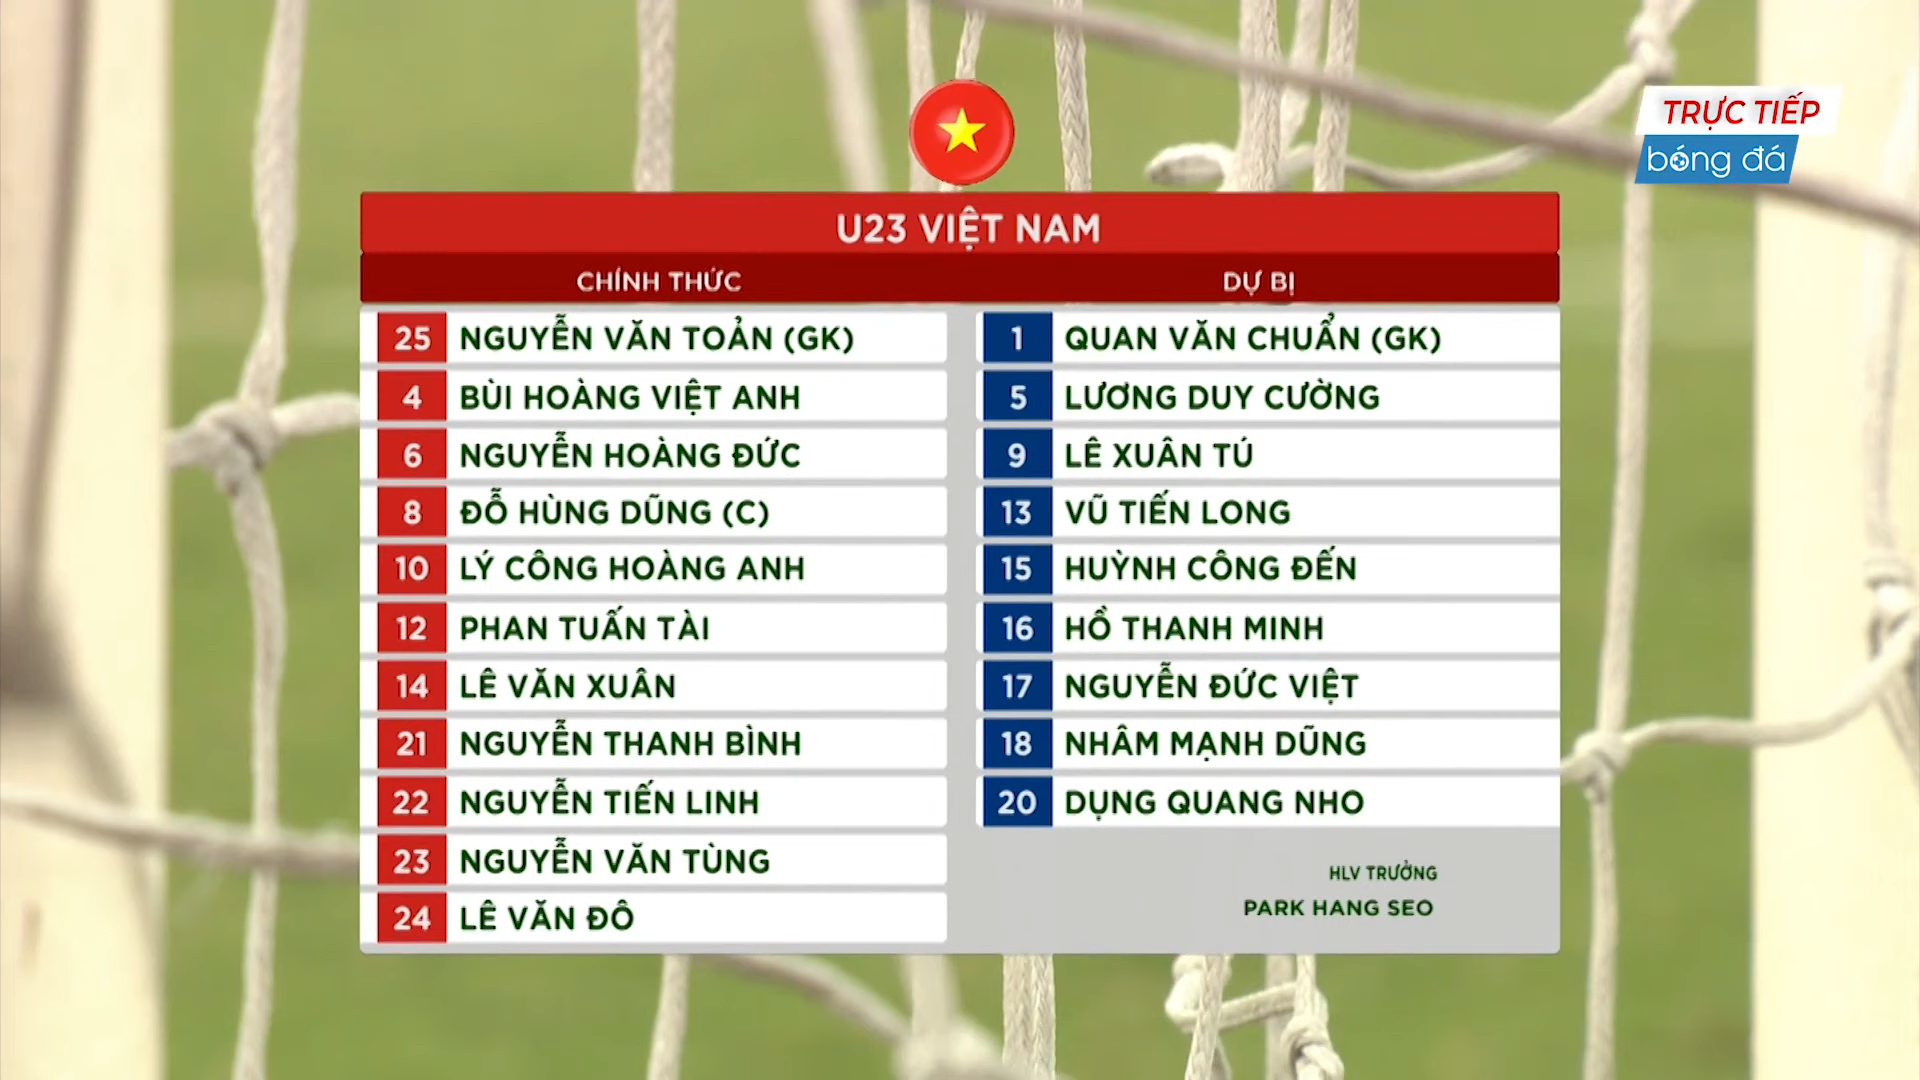 TRỰC TIẾP
bóng đá
U23 VIỆT NAM
CHÍNH THỨC
DỰ BỊ
25 NGUYỄN VĂN TOẢN (GK)
4 BÙI HOÀNG VIỆT ANH
6 NGUYỄN HOÀNG ĐỨC
8 ĐỖ HÙNG DŨNG (C)
10 LÝ CÔNG HOÀNG ANH
12 PHAN TUẤN TÀI
14 LÊ VĂN XUÂN
21 NGUYỄN THANH BÌNH
22 NGUYỄN TIẾN LINH
23 NGUYỄN VĂN TÙNG
24 LÊ VĂN ĐÔ
1 QUAN VĂN CHUẨN (GK)
5 LƯƠNG DUY CƯỜNG
9 LÊ XUÂN TÚ
13 VŨ TIẾN LONG
15 HUỲNH CÔNG ĐẾN
16 HỒ THANH MINH
17 NGUYỄN ĐỨC VIỆT
18 NHÂM MẠNH DŨNG
20 DỤNG QUANG NHO
HLV TRƯỞNG
PARK HANG SEO